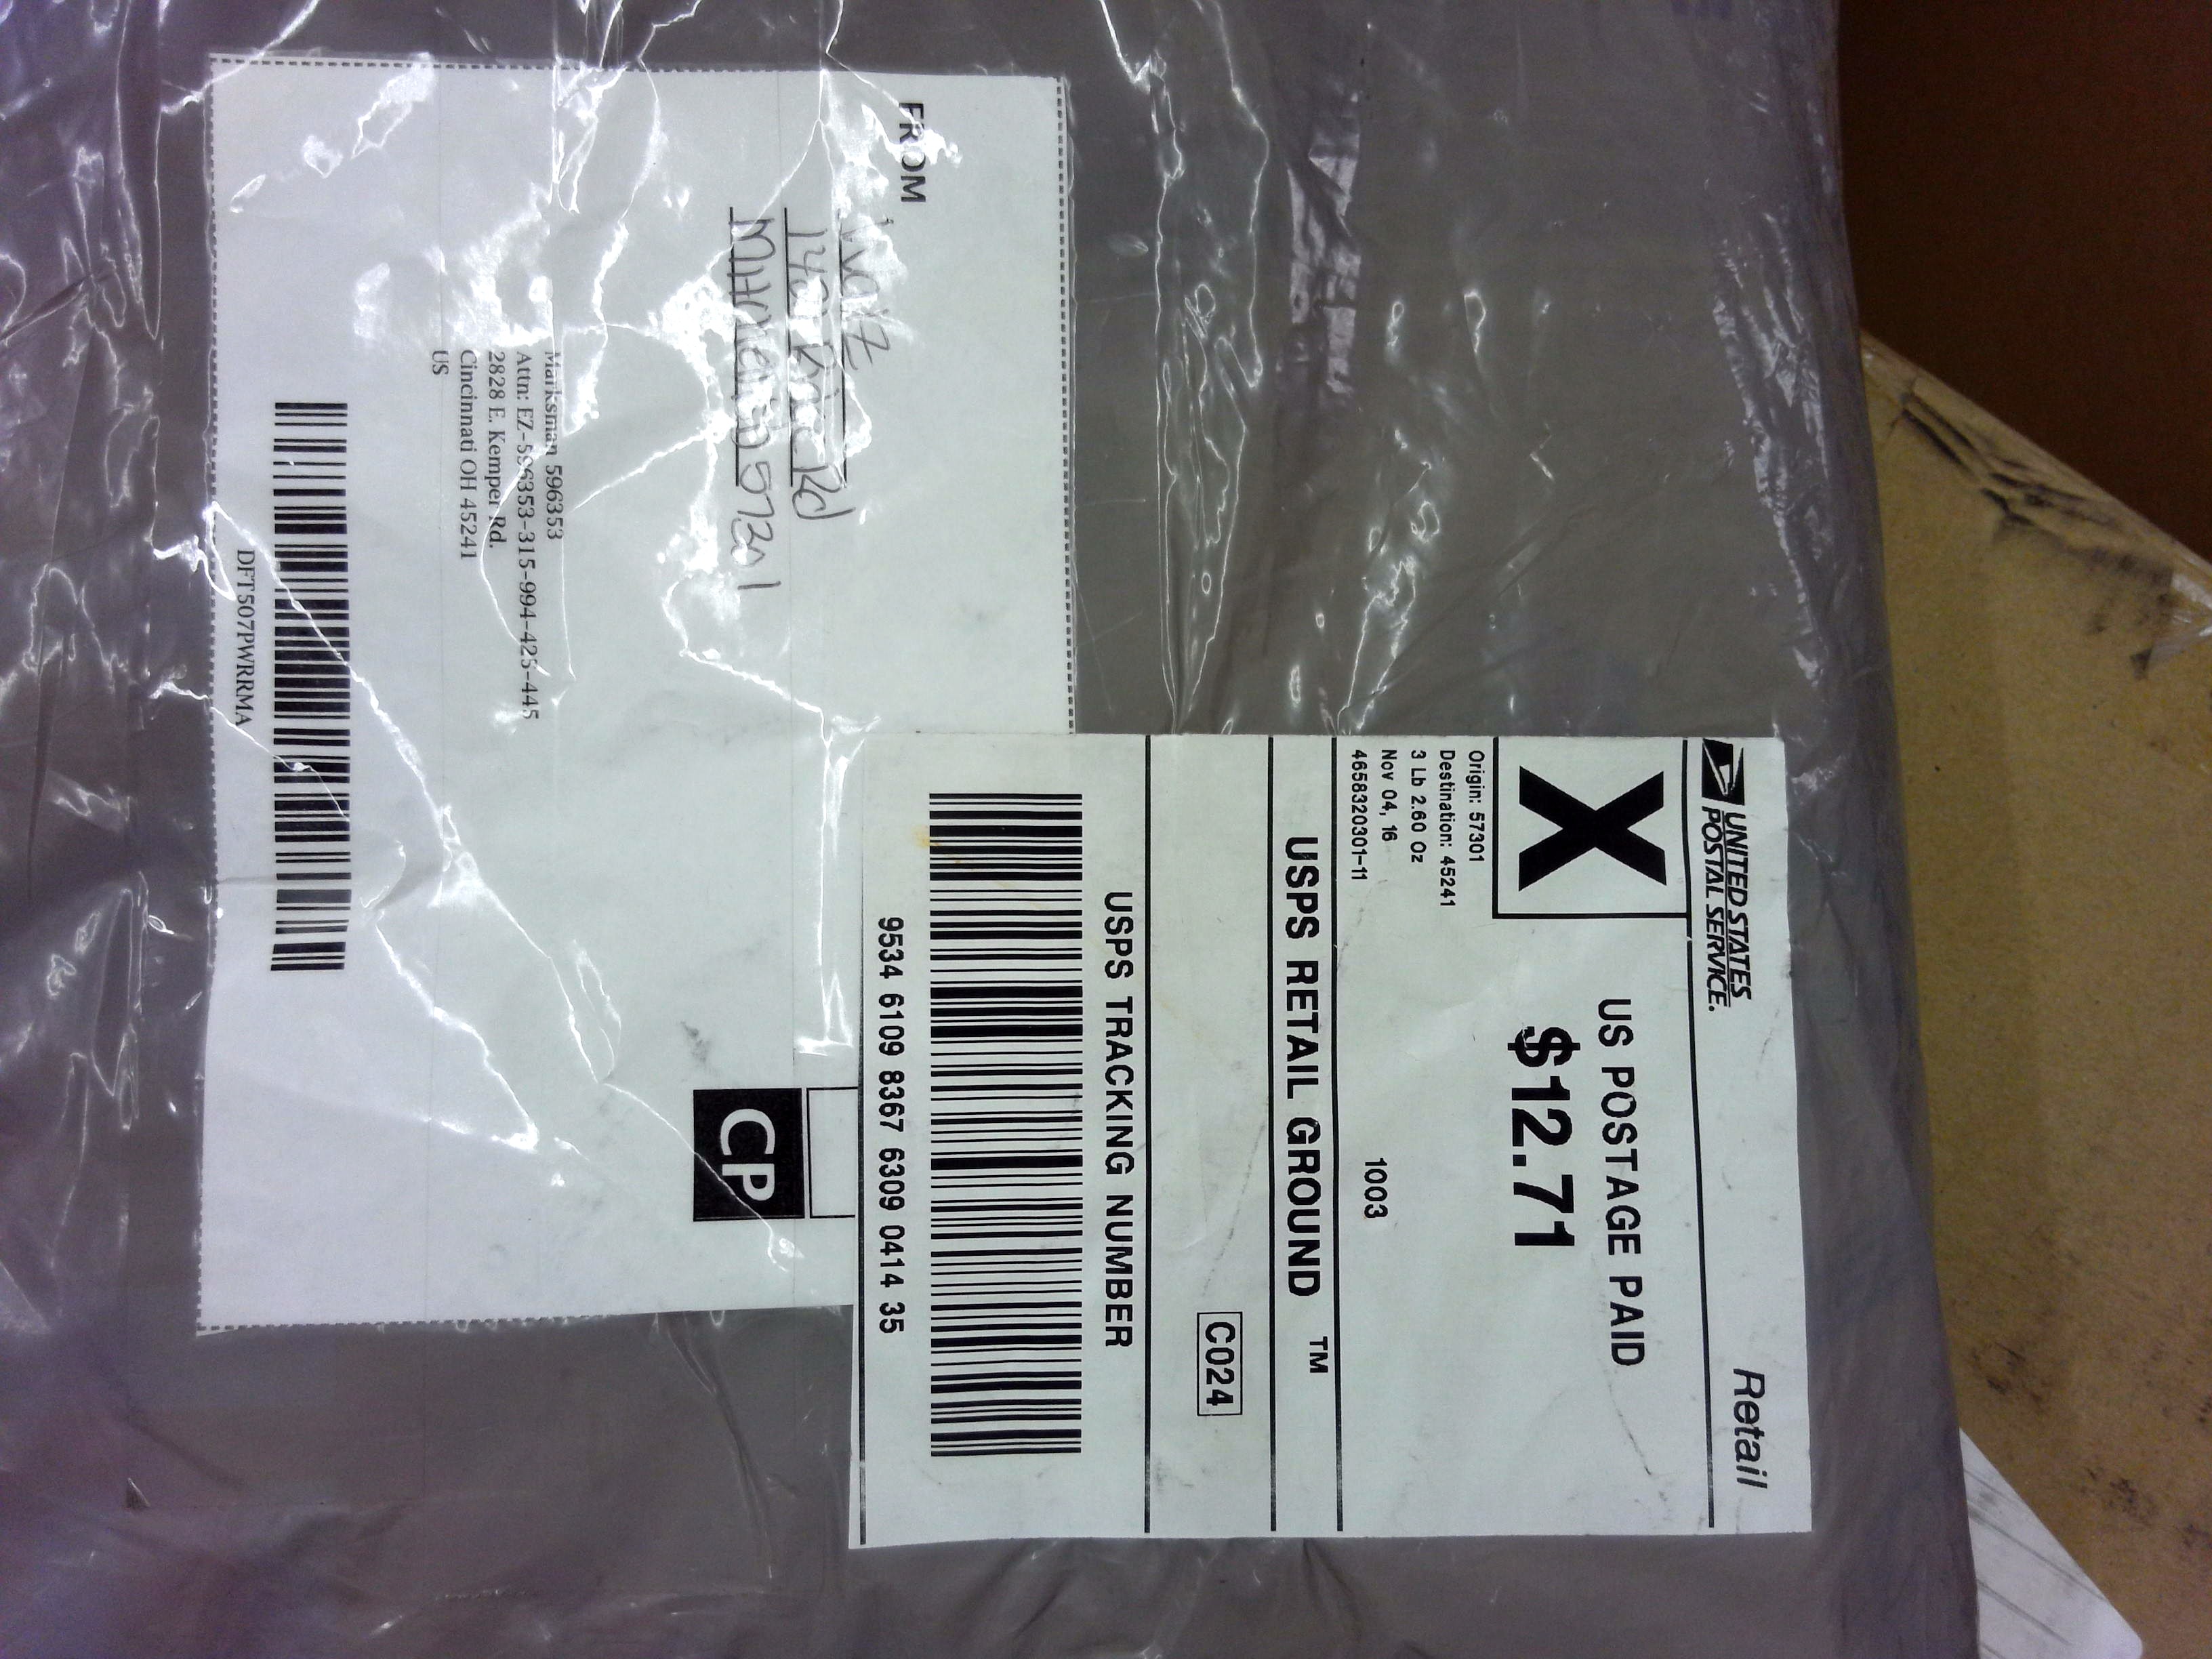 UNITED STATES
POSTAL SERVICE.
Retail
X
US POSTAGE PAID
$12.71
Origin: 57301
Destination: 45241
3 Lb 2.60 Oz
Nov 04, 16
4658320301-11
1003
USPS RETAIL GROUND ™
C024
USPS TRACKING NUMBER
9534 6109 8367 6309 0414 35
FROM
Rd
57201
CP
Marksman 596353
Attn: EZ-596353-315-994-425-445
2828 E. Kemper Rd.
Cincinnati OH 45241
US
DFT507PWRRMA